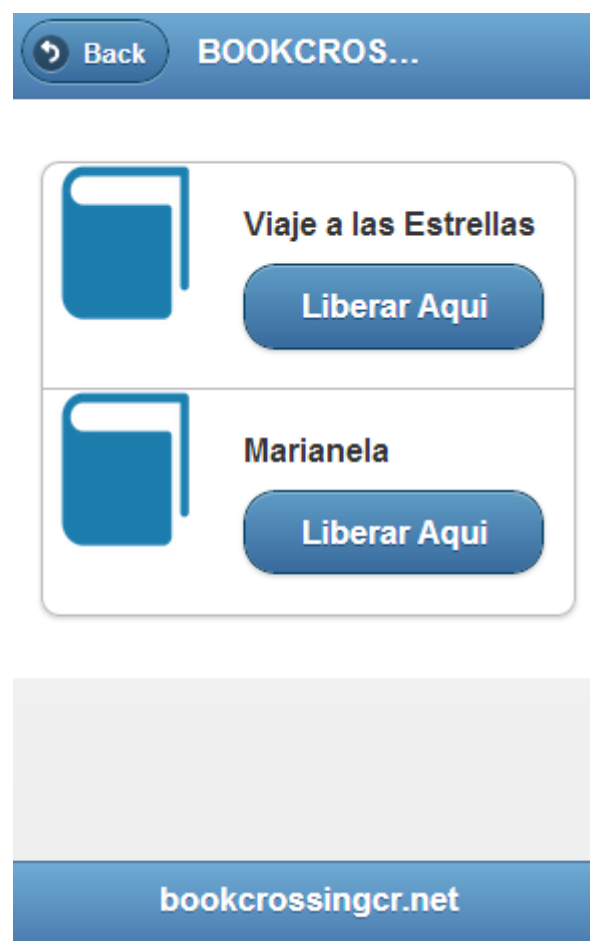 Back BOOKCROS...
Viaje a las Estrellas
Liberar Aqui
Marianela
Liberar Aqui
bookcrossingcr.net